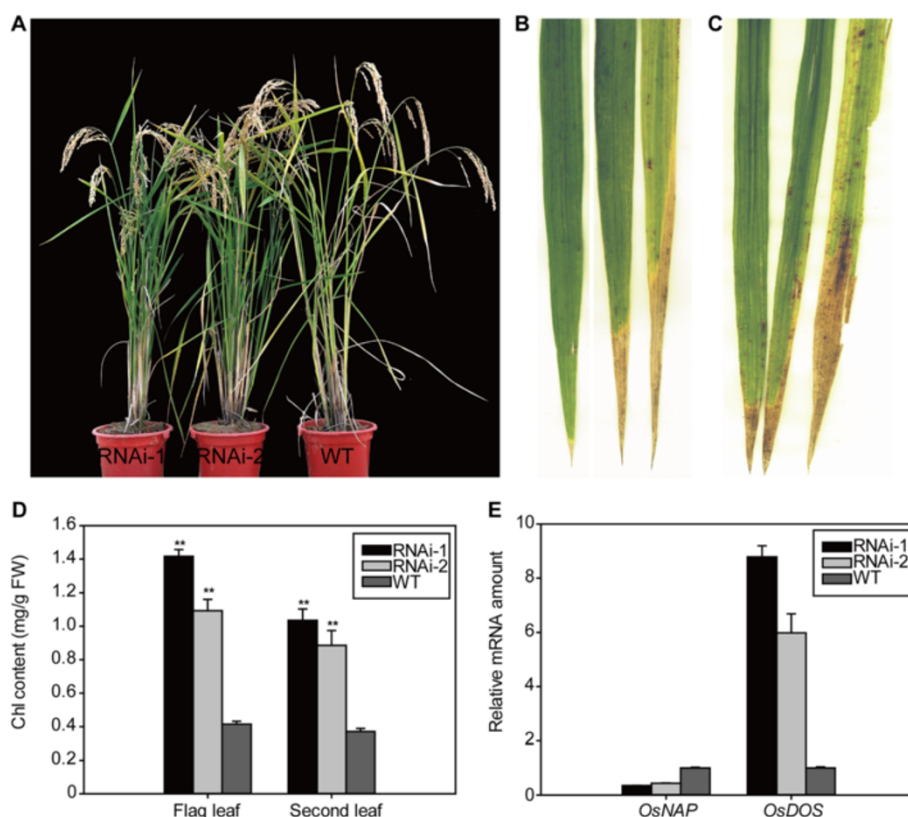 A
B
C
RNAi-1
RNAi-2
WT
D
Chl content (mg/g FW)
1.6
1.4
1.2
1.0
0.8
0.6
0.4
0.2
0
**
**
**
**
RNAi-1
RNAi-2
WT
Flag leaf
Second leaf
E
Relative mRNA amount
10
8
6
4
2
0
RNAi-1
RNAi-2
WT
OsNAP
OsDOS